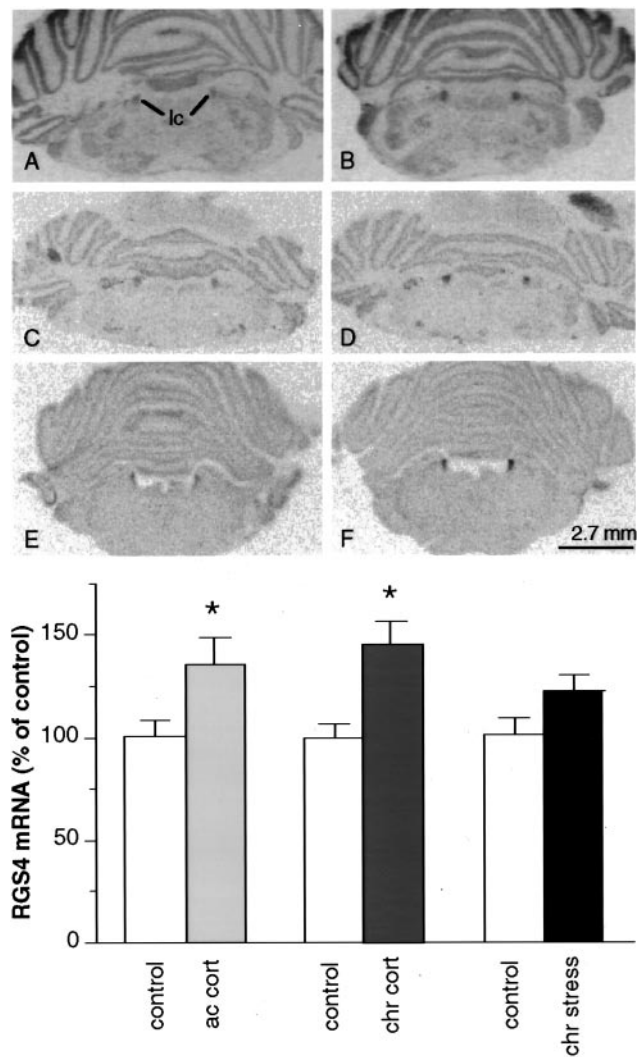 lc
A
B
C
D
E
F
2.7 mm
RGS4 mRNA (% of control)
150
100
50
0
*
*
control
ac cort
control
chr cort
control
chr stress